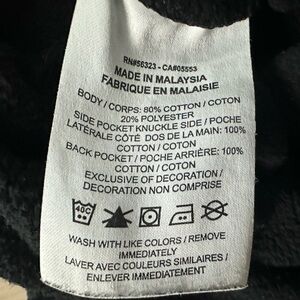 RN#56323 - CA#05553
MADE IN MALAYSIA
FABRIQUE EN MALAISIE
BODY / CORPS: 80% COTTON / COTON
20% POLYESTER
SIDE POCKET KNUCKLE SIDE / POCHE
LATERALE CÔTÉ DOS DE LA MAIN: 100%
COTTON / COTON
BACK POCKET / POCHE ARRIÈRE: 100%
COTTON / COTON
EXCLUSIVE OF DECORATION /
DECORATION NON COMPRISE
40C
WASH WITH LIKE COLORS / REMOVE
IMMEDIATELY
LAVER AVEC COULEURS SIMILAIRES /
ENLEVER IMMEDIATEMENT